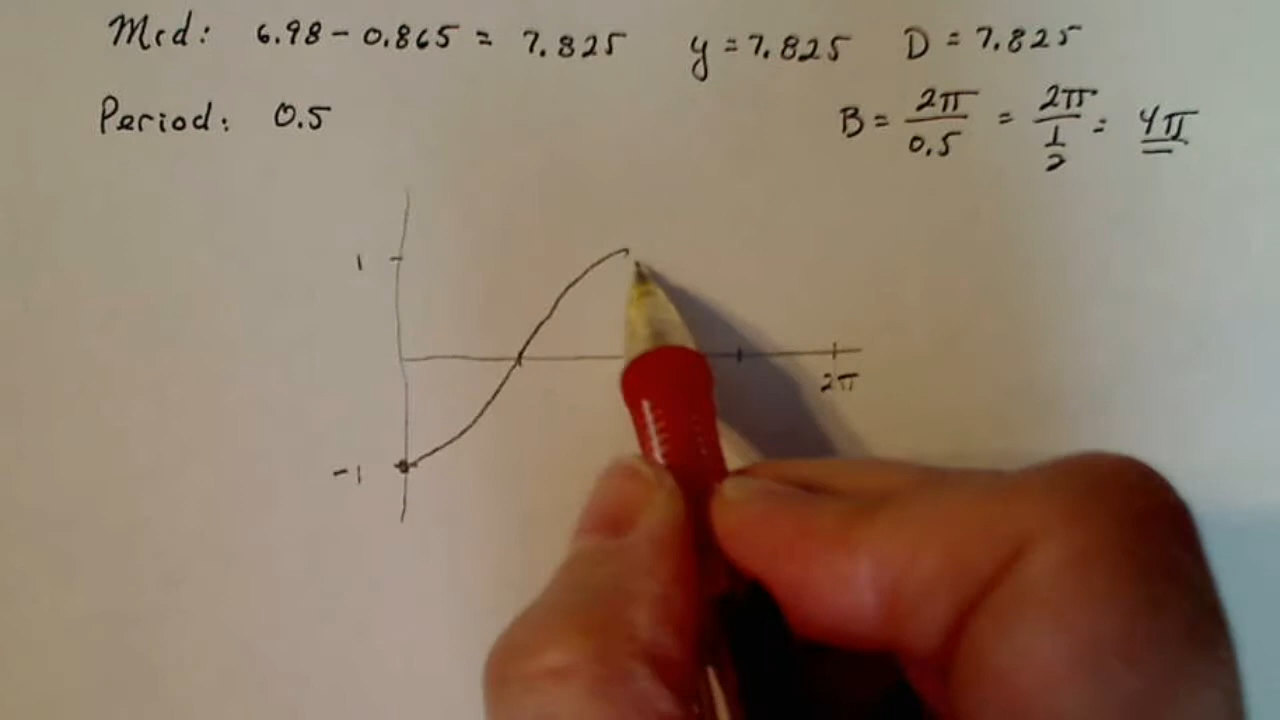 Mid: 6.98 - 0.865 = 7.825 y = 7.825 D = 7.825
Period: 0.5 B = 2π/0.5 = 2π/(1/2) = 4π
1
2π
-1